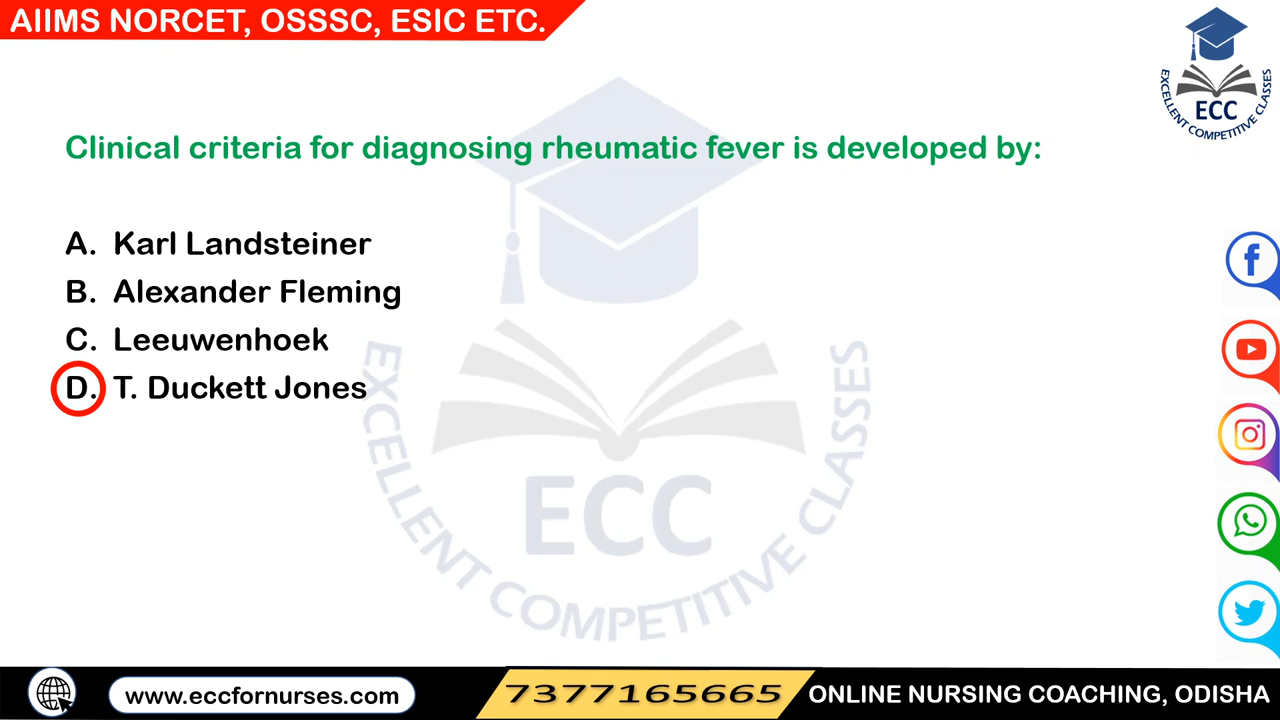 AIIMS NORCET, OSSSC, ESIC ETC.
ECC
EXCELLENT COMPETITIVE CLASSES
Clinical criteria for diagnosing rheumatic fever is developed by:
A. Karl Landsteiner
B. Alexander Fleming
C. Leeuwenhoek
D. T. Duckett Jones
ECC
EXCELLENT COMPETITIVE CLASSES
www.eccfornurses.com
7377165665
ONLINE NURSING COACHING, ODISHA